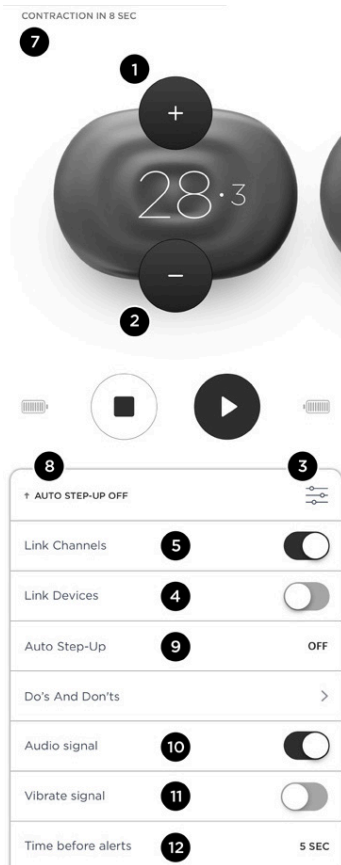 CONTRACTION IN 8 SEC
7
1
+
28.3
−
2
8
3
↑ AUTO STEP-UP OFF
Link Channels 5
Link Devices 4
Auto Step-Up 9 OFF
Do's And Don'ts >
Audio signal 10
Vibrate signal 11
Time before alerts 12 5 SEC